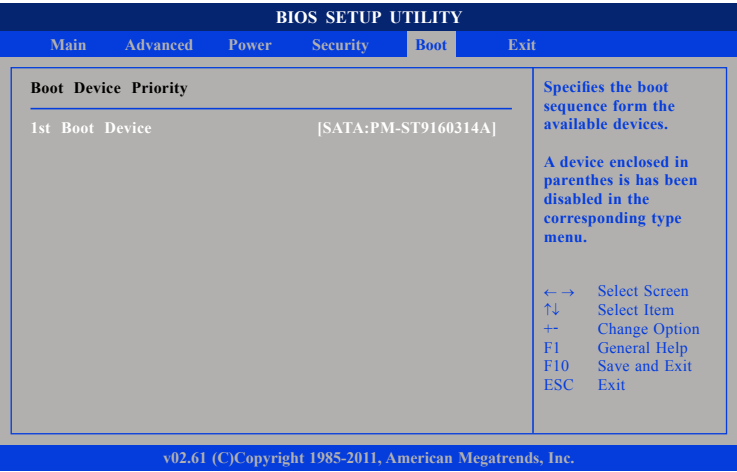 BIOS SETUP UTILITY
Main Advanced Power Security Boot Exit
Boot Device Priority
1st Boot Device [SATA:PM-ST9160314A]
Specifies the boot
sequence form the
available devices.
A device enclosed in
parenthes is has been
disabled in the
corresponding type
menu.
←→ Select Screen
↑↓ Select Item
+- Change Option
F1 General Help
F10 Save and Exit
ESC Exit
v02.61 (C)Copyright 1985-2011, American Megatrends, Inc.